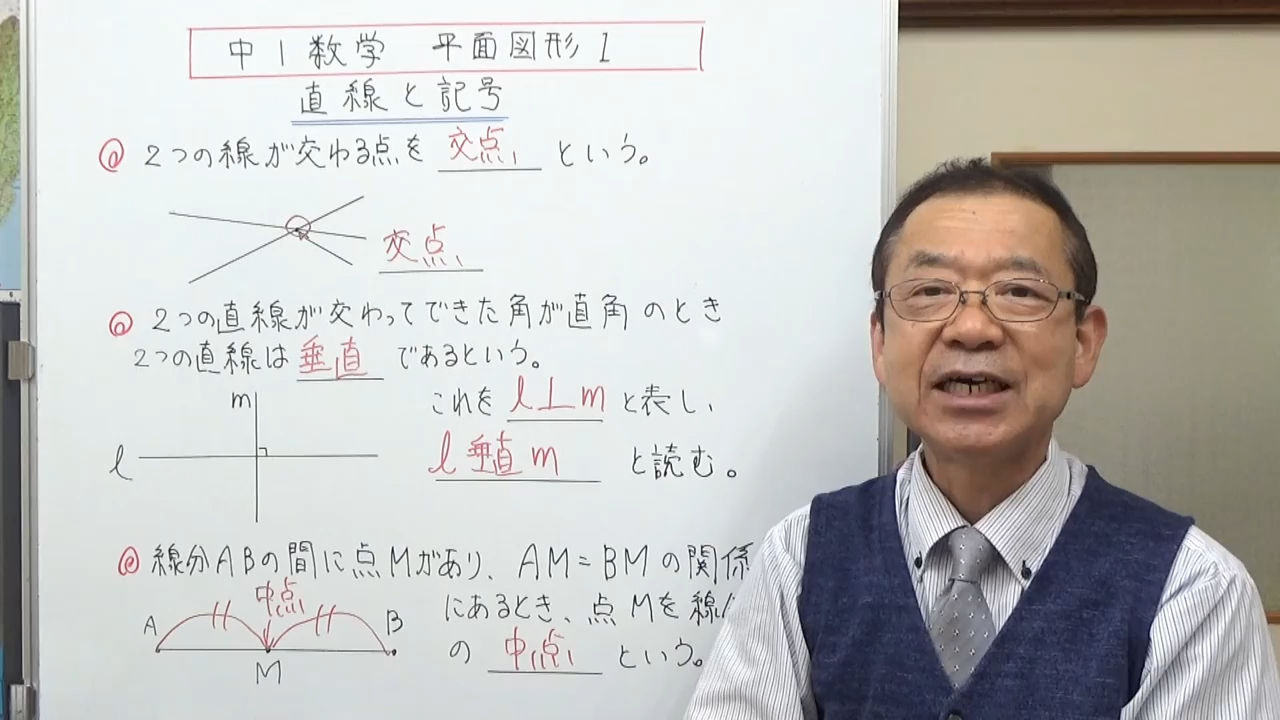 中1数学 平面図形1
直線と記号
@ 2つの線が交わる点を 交点 という。
交点
@ 2つの直線が交わってできた角が直角のとき
2つの直線は 垂直 であるという。
m
これを l⊥m と表し、
l
l垂直m と読む。
@ 線分ABの間に点Mがあり、AM=BMの関係
中点
にあるとき、点Mを線
A
B
の 中点 という。
M